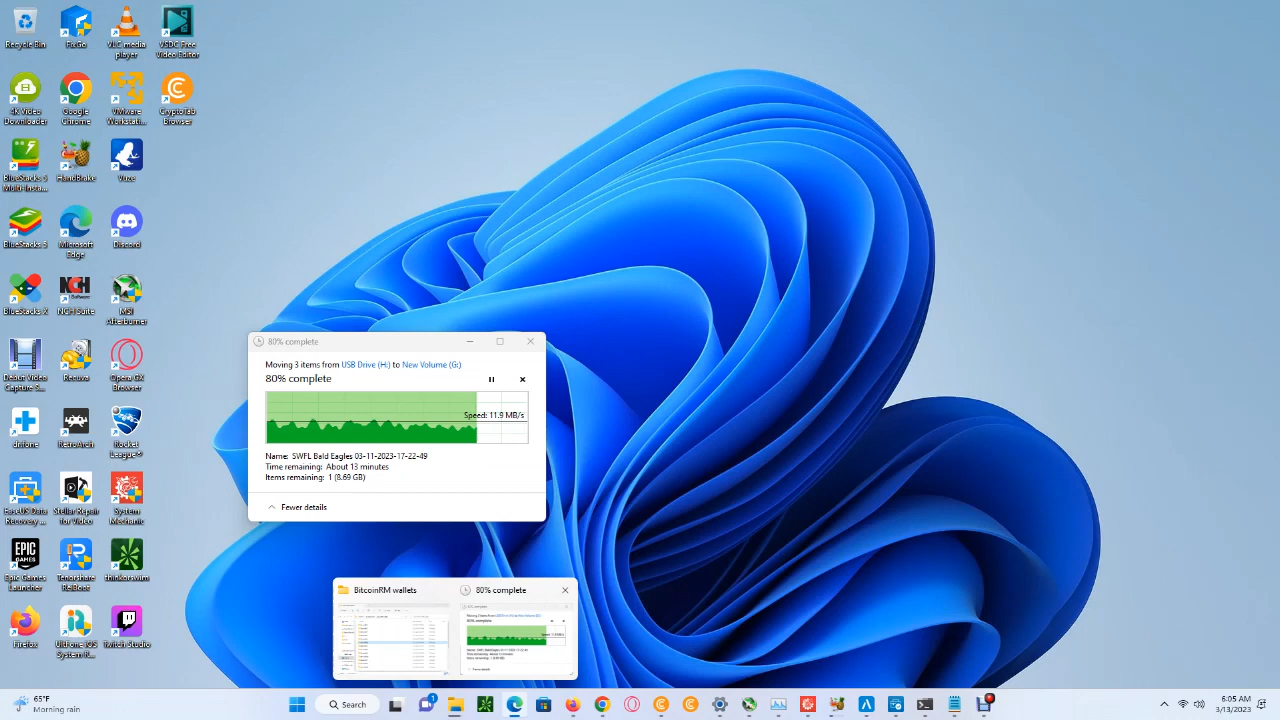 Recycle Bin
FixGo
VLC media player
VSDC Free Video Editor
4K Video Downloader
Google Chrome
VMware Workstati...
CryptoTab Browser
BlueStacks 5 Multi-Insta...
HandBrake
Vuze
BlueStacks 5
Microsoft Edge
Discord
BlueStacks X
NCH Suite
MSI Afterburner
Debut Video Capture S...
Recuva
Opera GX Browser
drfone
RetroArch
Rocket League®
EaseUS Data Recovery ...
Stellar Repair for Video
System Mechanic
Epic Games Launcher
Tenorshare ReiBoot
thinkorswim
Firefox
80% complete
Moving 3 items from USB Drive (H:) to New Volume (G:)
80% complete
Speed: 11.9 MB/s
Name: SWFL Bald Eagles 03-11-2023-17-22-49
Time remaining: About 13 minutes
Items remaining: 1 (8.69 GB)
Fewer details
BitcoinRM wallets
80% complete
65°F
Morning rain
Search
6:05 AM
3/13/2023